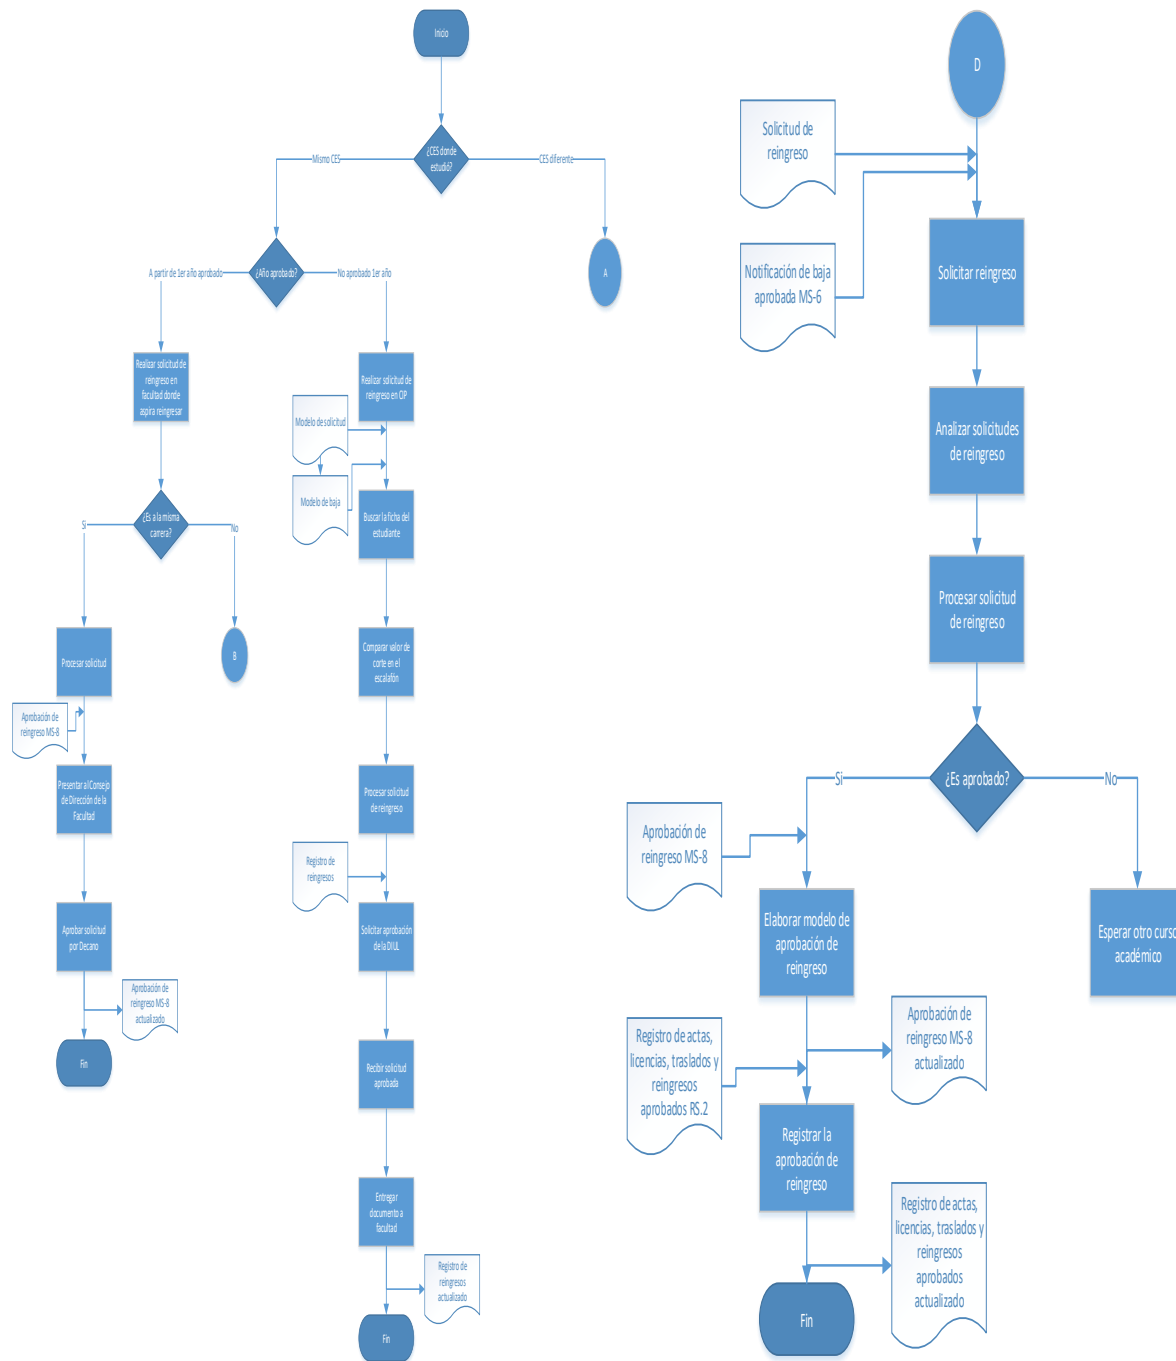 Inicio
¿CES donde
estudió?
Mismo CES
CES diferente
¿Año aprobado?
A
A partir de 1er año aprobado
No aprobado 1er año
Realizar solicitud de
reingreso en
facultad donde
aspira reingresar
Realizar solicitud de
reingreso en CIP
Modelo de solicitud
Modelo de baja
¿Es a la misma
carrera?
Si
No
Buscar la ficha del
estudiante
Procesar solicitud
B
Comparar valor de
corte en el
escalafón
Aprobación de
reingreso MS-8
Presentar al Consejo
de Dirección de la
Facultad
Procesar solicitud
de reingreso
Registro de
reingresos
Aprobar solicitud
por Decano
Solicitar aprobación
de la DIUL
Aprobación de
reingreso MS-8
actualizado
Fin
Recibir solicitud
aprobada
Entregar
documento a
facultad
Registro de
reingresos
actualizado
Fin
D
Solicitud de
reingreso
Notificación de baja
aprobada MS-6
Solicitar reingreso
Analizar solicitudes
de reingreso
Procesar solicitud
de reingreso
¿Es aprobado?
Si
No
Aprobación de
reingreso MS-8
Elaborar modelo de
aprobación de
reingreso
Esperar otro curso
académico
Aprobación de
reingreso MS-8
actualizado
Registro de actas,
licencias, traslados y
reingresos
aprobados RS.2
Registrar la
aprobación de
reingreso
Registro de actas,
licencias, traslados y
reingresos
aprobados
actualizado
Fin